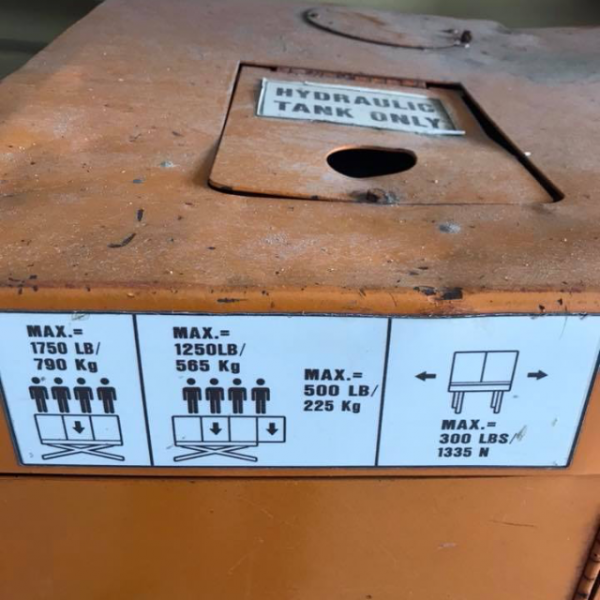 HYDRAULIC
TANK ONLY
MAX.=
1750 LB/
790 Kg
MAX.=
1250LB/
565 Kg
MAX.=
500 LB/
225 Kg
MAX.=
300 LBS/
1335 N